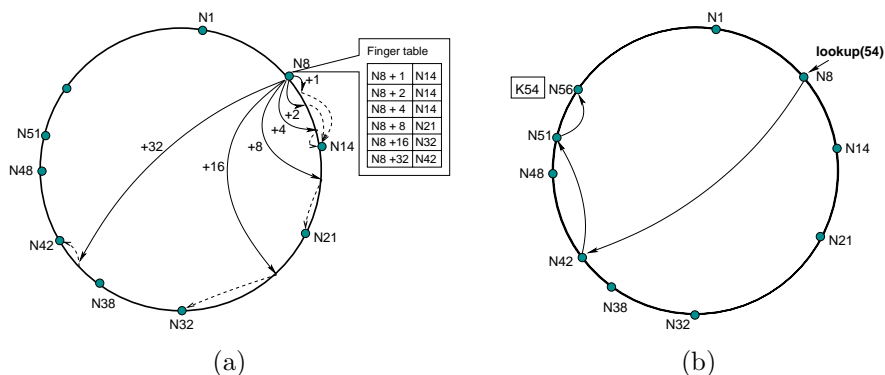 N1
N8
Finger table
N8 + 1 N14
N8 + 2 N14
N8 + 4 N14
N8 + 8 N21
N8 +16 N32
N8 +32 N42
+1
+2
+4
+8
+16
+32
N14
N21
N32
N38
N42
N48
N51
(a)
N1
lookup(54)
N8
K54 N56
N51
N14
N48
N21
N42
N38
N32
(b)